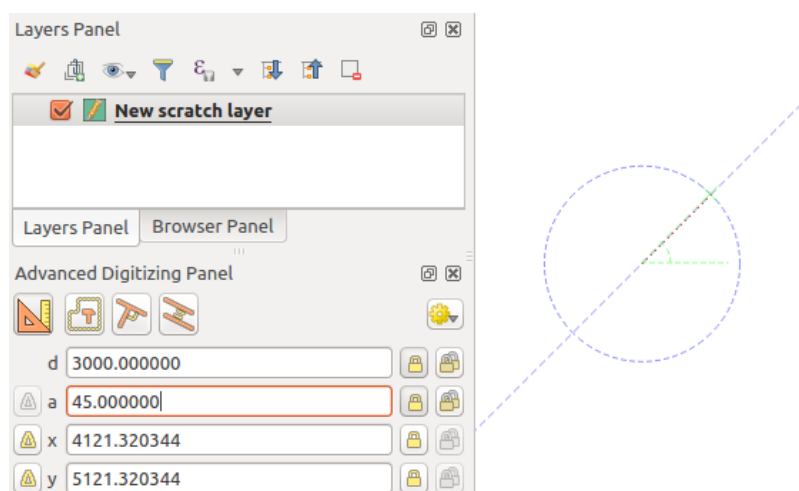 Layers Panel
New scratch layer
Layers Panel Browser Panel
Advanced Digitizing Panel
d 3000.000000
a 45.000000
x 4121.320344
y 5121.320344